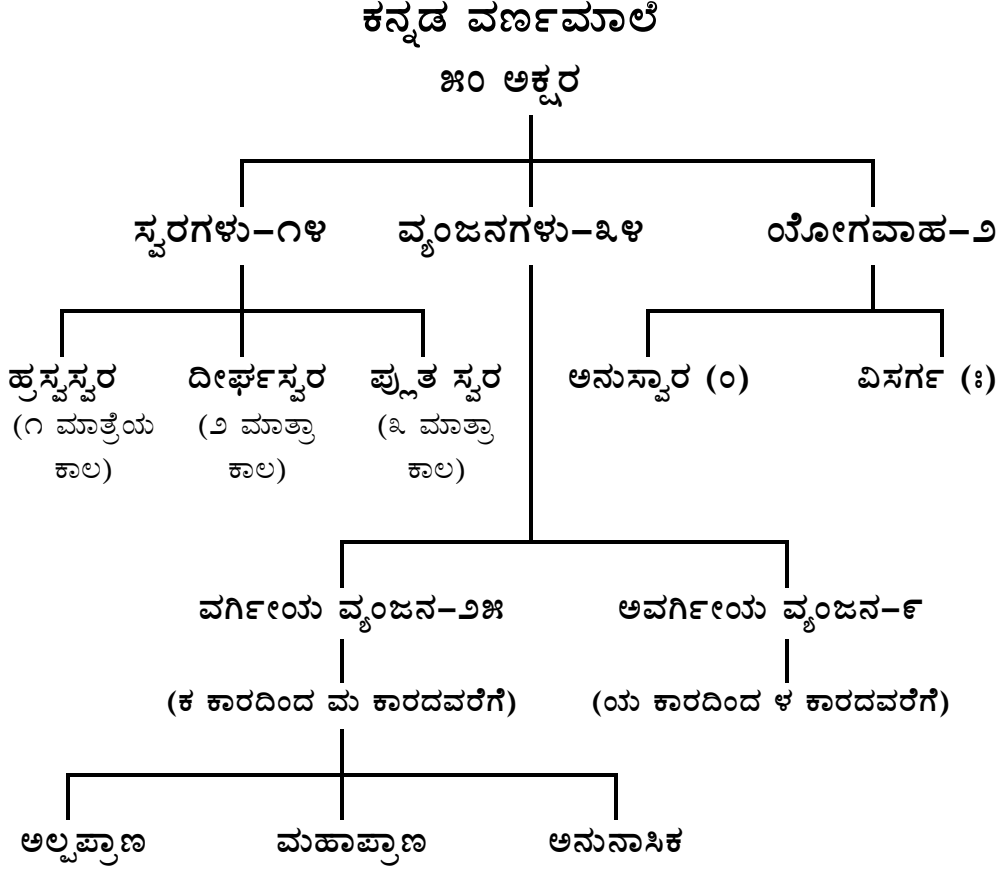 ಕನ್ನಡ ವರ್ಣಮಾಲೆ
೫೦ ಅಕ್ಷರ
ಸ್ವರಗಳು–೧೪ ವ್ಯಂಜನಗಳು–೩೪ ಯೋಗವಾಹ–೨
ಹ್ರಸ್ವಸ್ವರ ದೀರ್ಘಸ್ವರ ಪ್ಲುತ ಸ್ವರ ಅನುಸ್ವಾರ (ಂ) ವಿಸರ್ಗ (ಃ)
(೧ ಮಾತ್ರೆಯ (೨ ಮಾತ್ರಾ (೩ ಮಾತ್ರಾ
ಕಾಲ) ಕಾಲ) ಕಾಲ)
ವರ್ಗೀಯ ವ್ಯಂಜನ–೨೫ ಅವರ್ಗೀಯ ವ್ಯಂಜನ–೯
(ಕ ಕಾರದಿಂದ ಮ ಕಾರದವರೆಗೆ) (ಯ ಕಾರದಿಂದ ಳ ಕಾರದವರೆಗೆ)
ಅಲ್ಪಪ್ರಾಣ ಮಹಾಪ್ರಾಣ ಅನುನಾಸಿಕ